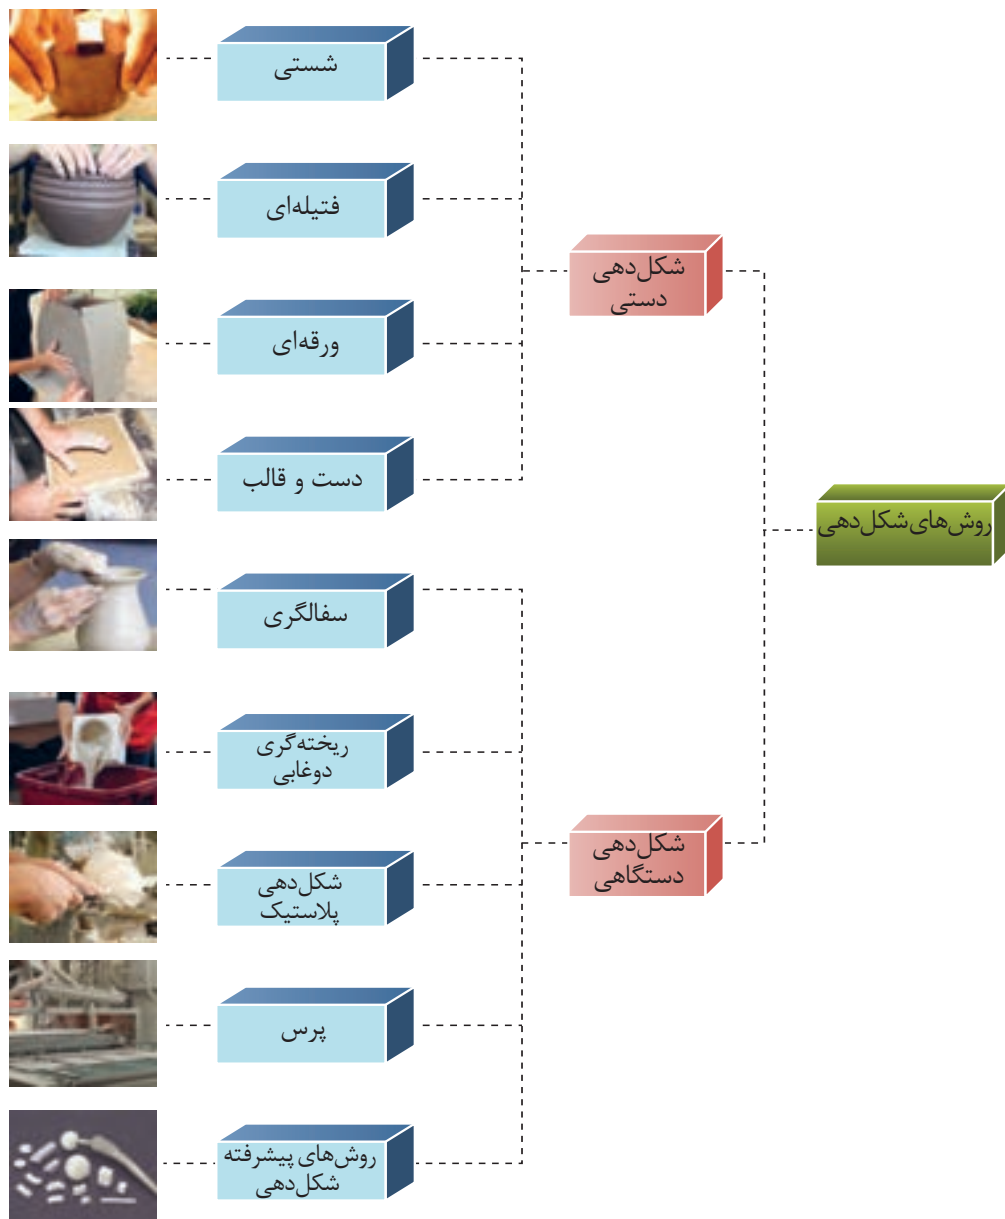 روش‌های شکل‌دهی
شکل‌دهی
دستی
شستی
فتیله‌ای
ورقه‌ای
دست و قالب
شکل‌دهی
دستگاهی
سفالگری
ریخته‌گری
دوغابی
شکل‌دهی
پلاستیک
پرس
روش‌های پیشرفته
شکل‌دهی